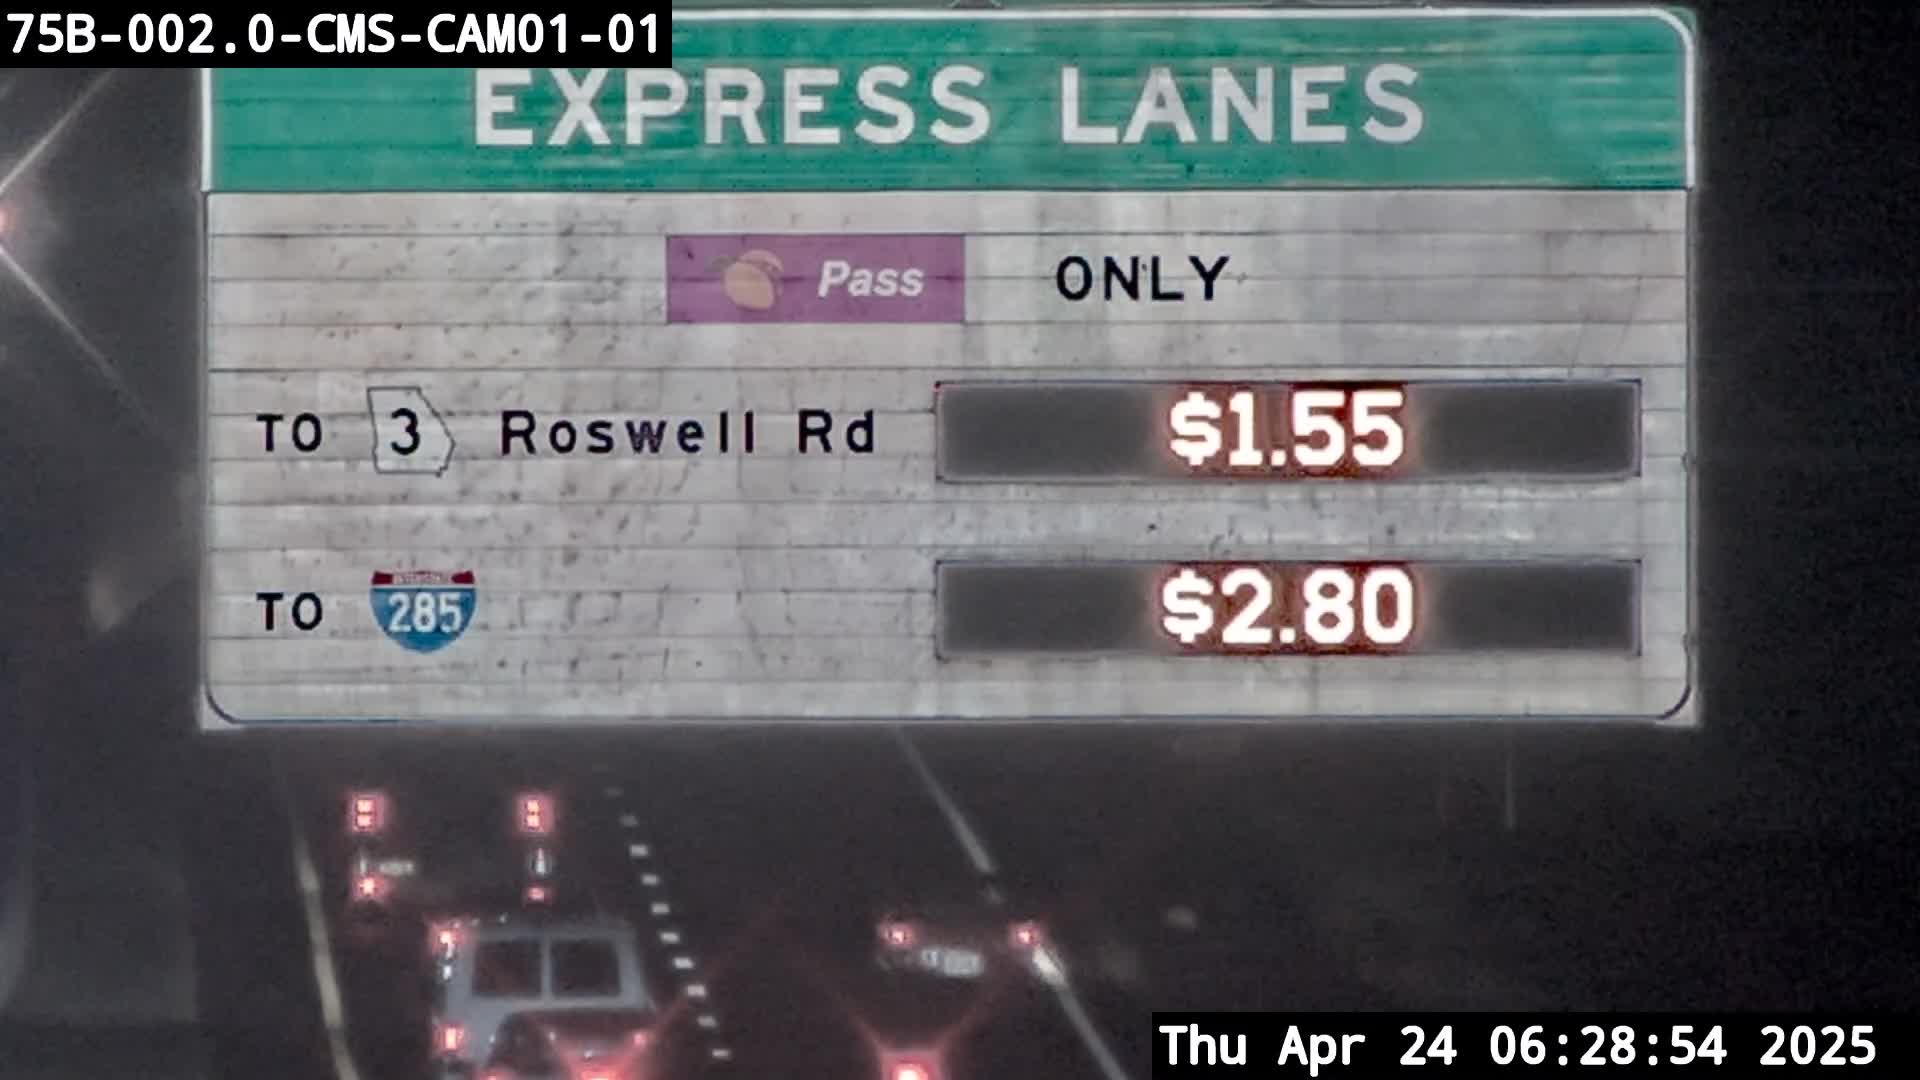 75B-002.0-CMS-CAM01-01
EXPRESS LANES
Pass ONLY
TO 3 Roswell Rd $1.55
TO INTERSTATE 285 $2.80
Thu Apr 24 06:28:54 2025